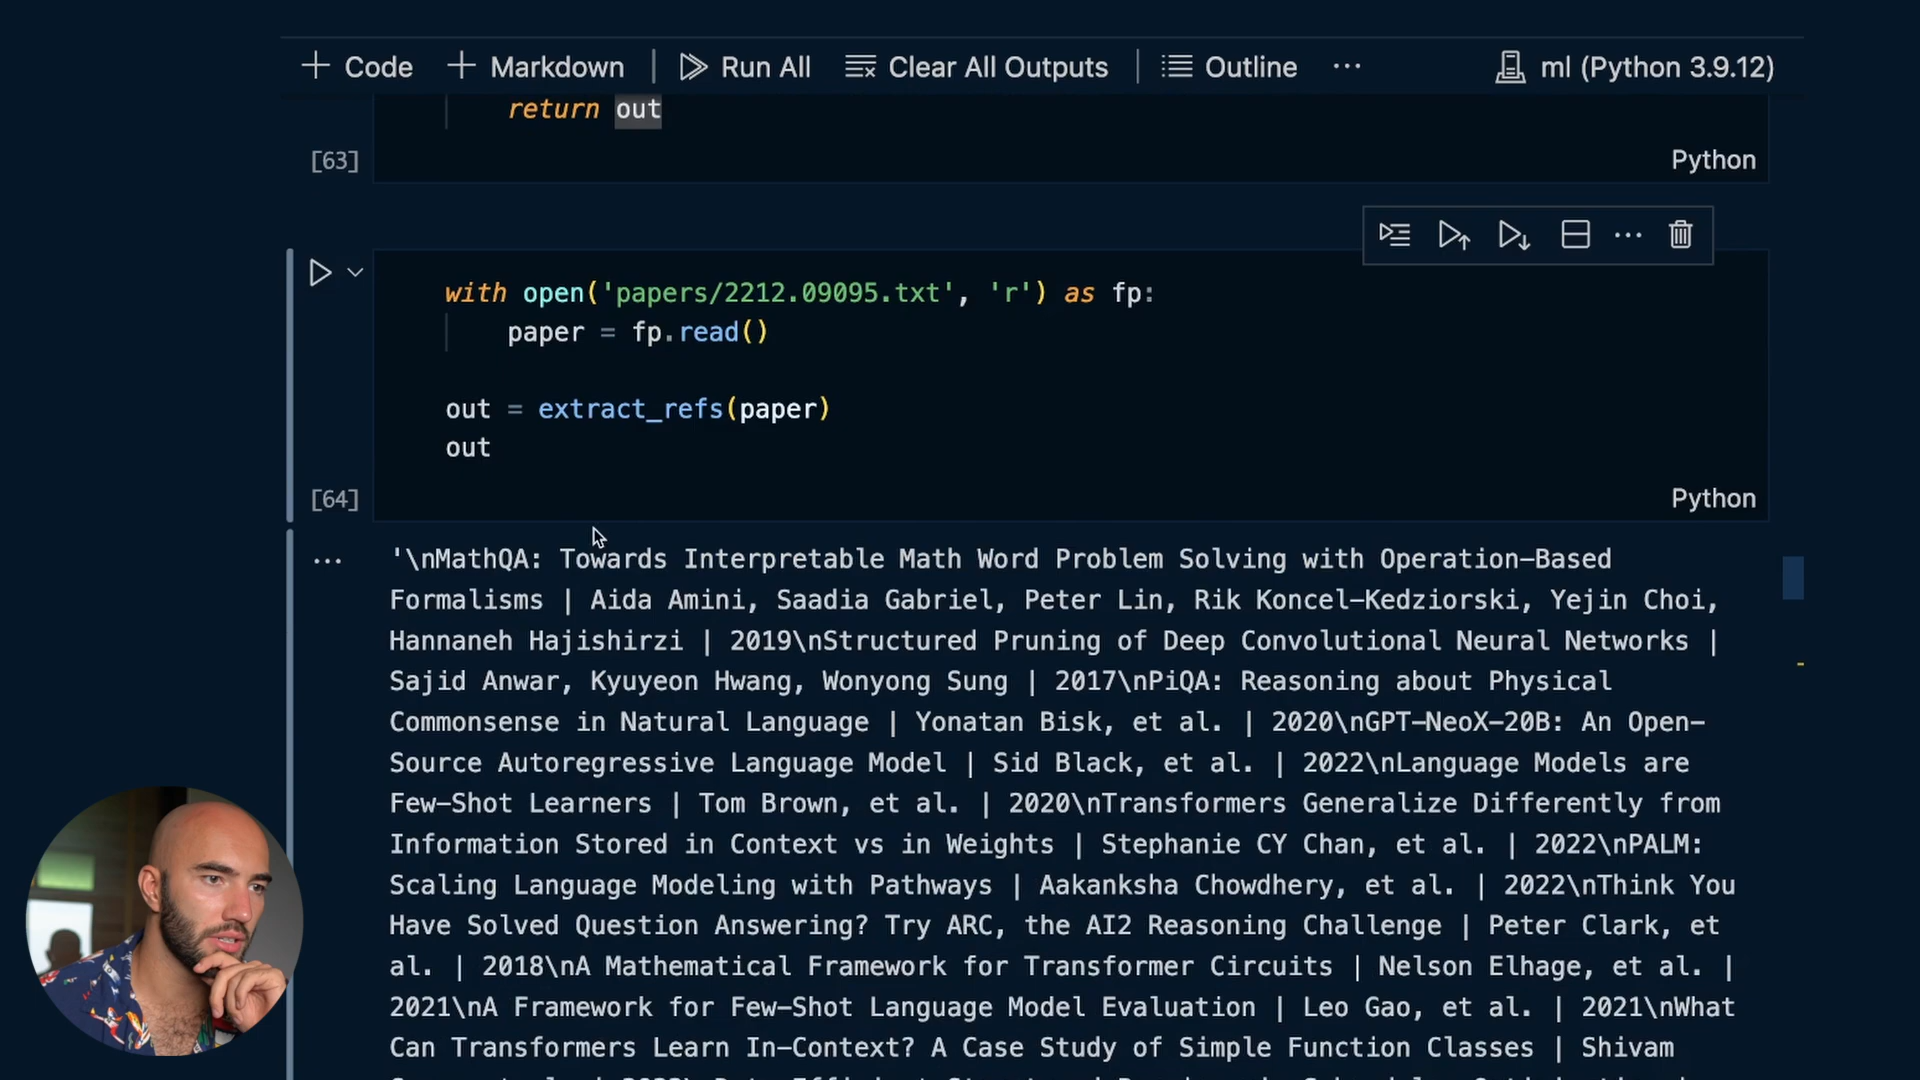 Code Markdown Run All Clear All Outputs Outline ... ml (Python 3.9.12)
return out
[63] Python
with open('papers/2212.09095.txt', 'r') as fp:
paper = fp.read()
out = extract_refs(paper)
out
[64] Python
'\nMathQA: Towards Interpretable Math Word Problem Solving with Operation-Based
Formalisms | Aida Amini, Saadia Gabriel, Peter Lin, Rik Koncel-Kedziorski, Yejin Choi,
Hannaneh Hajishirzi | 2019\nStructured Pruning of Deep Convolutional Neural Networks |
Sajid Anwar, Kyuyeon Hwang, Wonyong Sung | 2017\nPiQA: Reasoning about Physical
Commonsense in Natural Language | Yonatan Bisk, et al. | 2020\nGPT-NeoX-20B: An Open-
Source Autoregressive Language Model | Sid Black, et al. | 2022\nLanguage Models are
Few-Shot Learners | Tom Brown, et al. | 2020\nTransformers Generalize Differently from
Information Stored in Context vs in Weights | Stephanie CY Chan, et al. | 2022\nPALM:
Scaling Language Modeling with Pathways | Aakanksha Chowdhery, et al. | 2022\nThink You
Have Solved Question Answering? Try ARC, the AI2 Reasoning Challenge | Peter Clark, et
al. | 2018\nA Mathematical Framework for Transformer Circuits | Nelson Elhage, et al. |
2021\nA Framework for Few-Shot Language Model Evaluation | Leo Gao, et al. | 2021\nWhat
Can Transformers Learn In-Context? A Case Study of Simple Function Classes | Shivam